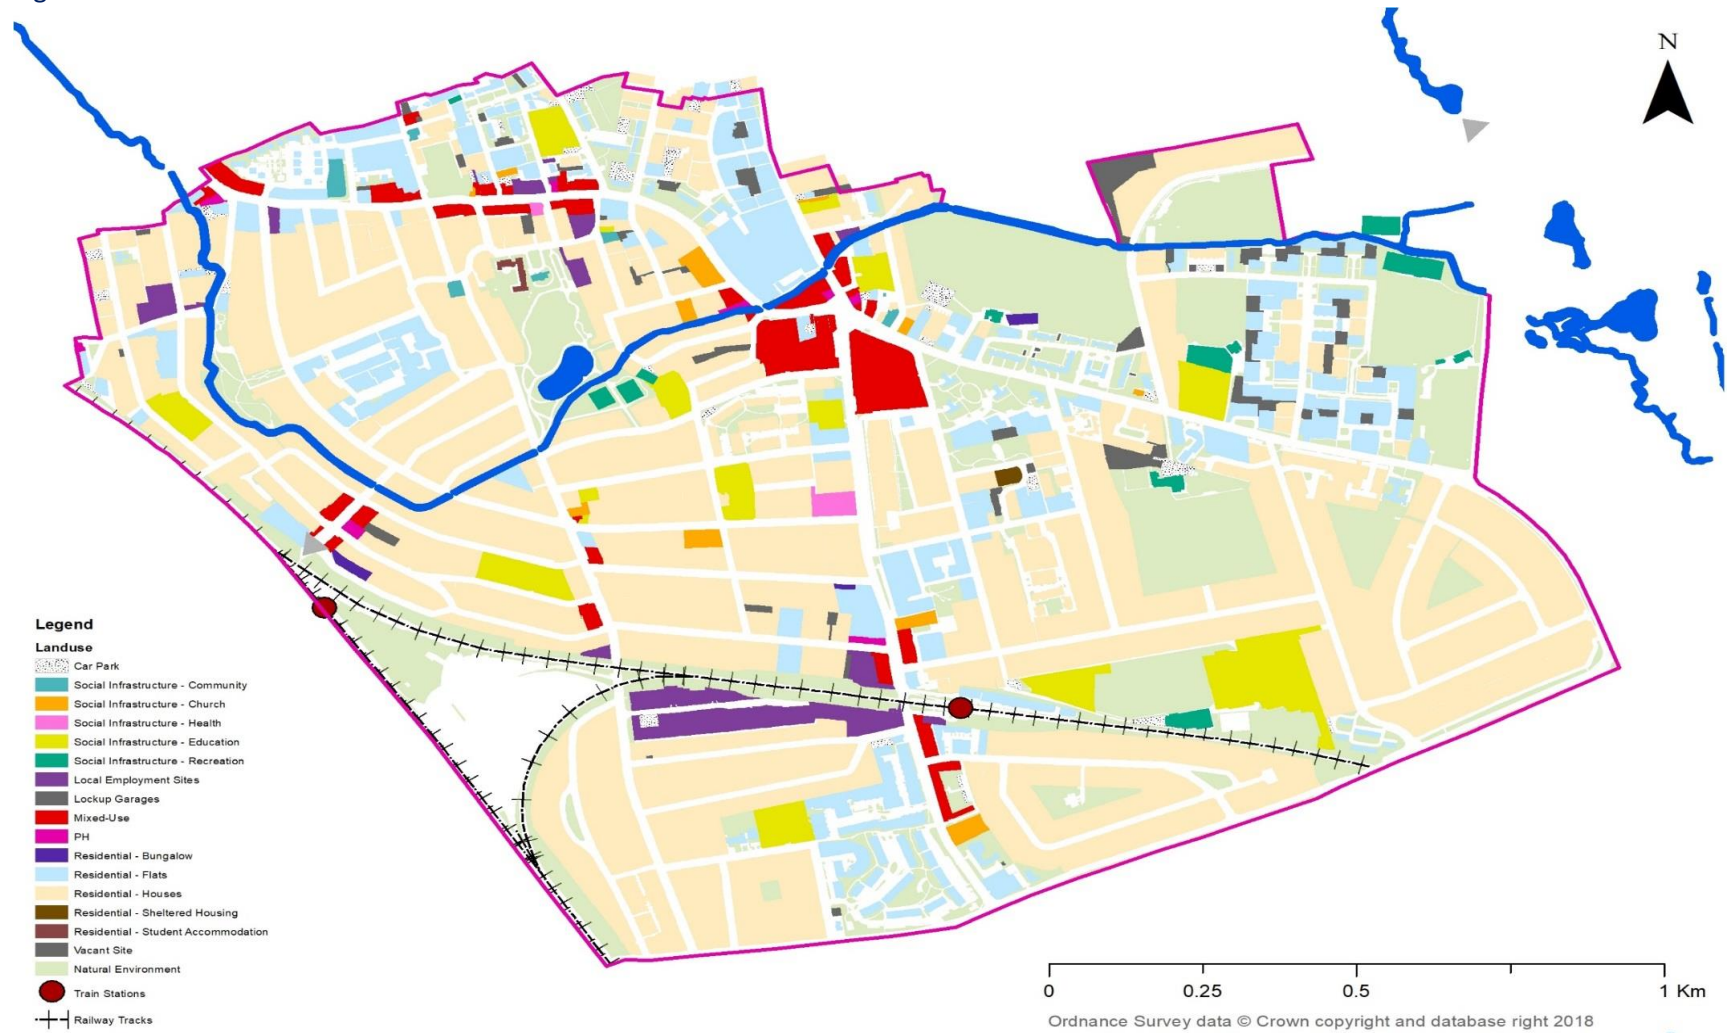 N
Legend
Landuse
Car Park
Social Infrastructure - Community
Social Infrastructure - Church
Social Infrastructure - Health
Social Infrastructure - Education
Social Infrastructure - Recreation
Local Employment Sites
Lockup Garages
Mixed-Use
PH
Residential - Bungalow
Residential - Flats
Residential - Houses
Residential - Sheltered Housing
Residential - Student Accommodation
Vacant Site
Natural Environment
Train Stations
Railway Tracks
0 0.25 0.5 1 Km
Ordnance Survey data © Crown copyright and database right 2018